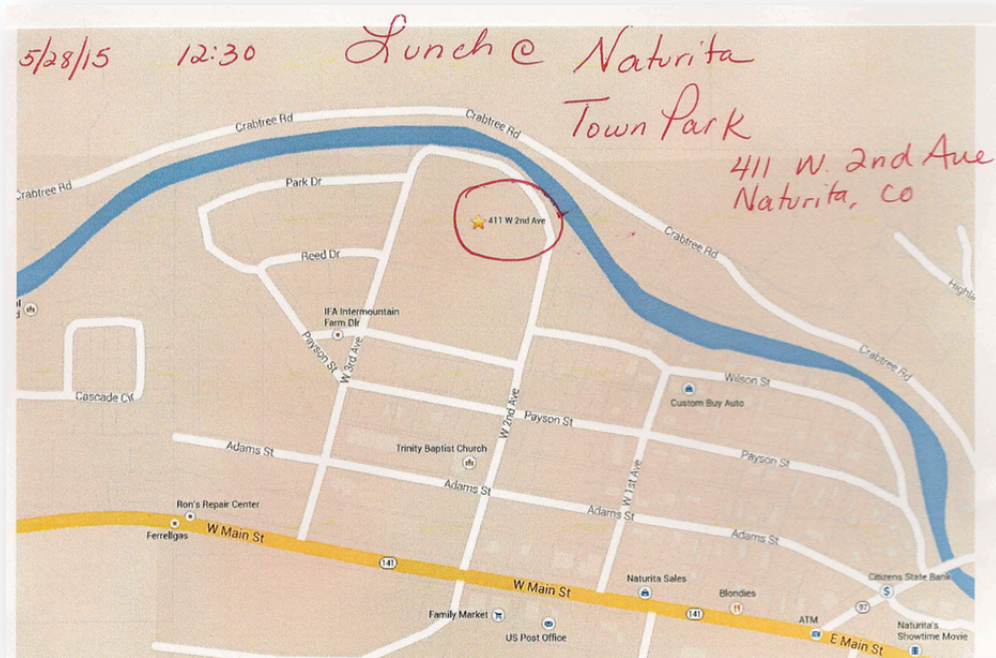 5/28/15 12:30 Lunch @ Naturita
Town Park
411 W. 2nd Ave
Naturita, CO
Crabtree Rd
Crabtree Rd
Crabtree Rd
Park Dr
411 W 2nd Ave
Crabtree Rd
Reed Dr
IFA Intermountain
Farm Dlr
Payson St
W 3rd Ave
Crabtree Rd
Wilson St
Custom Buy Auto
Cascade Cir
W 2nd Ave
Payson St
Adams St
Trinity Baptist Church
Payson St
W 1st Ave
Adams St
Ron's Repair Center
Adams St
Ferrellgas
W Main St
Adams St
141
W Main St
Naturita Sales
Citizens State Bank
Blondies
97
Family Market
141
ATM
US Post Office
E Main St
Naturita's
Showtime Movie